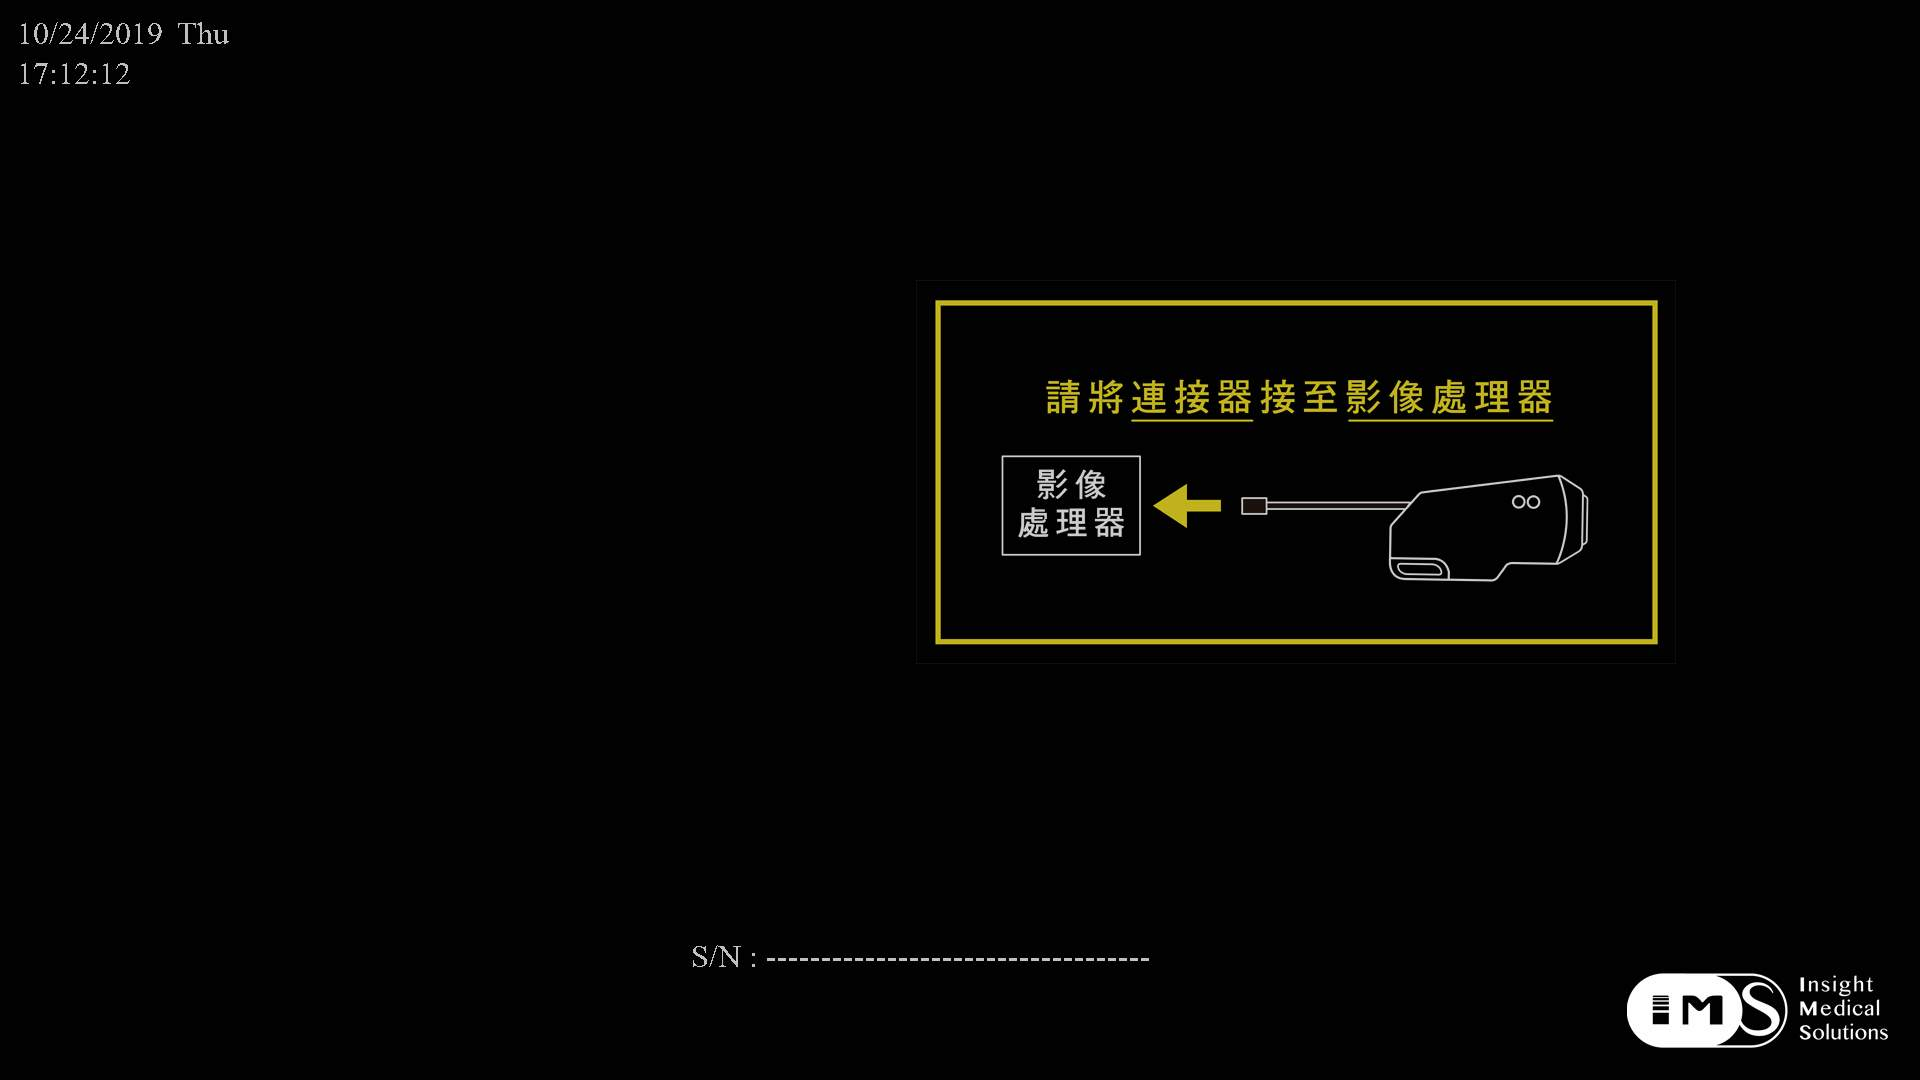 10/24/2019 Thu
17:12:12
請將連接器接至影像處理器
影像
處理器
S/N : -----------------------------------
iMS
Insight
Medical
Solutions